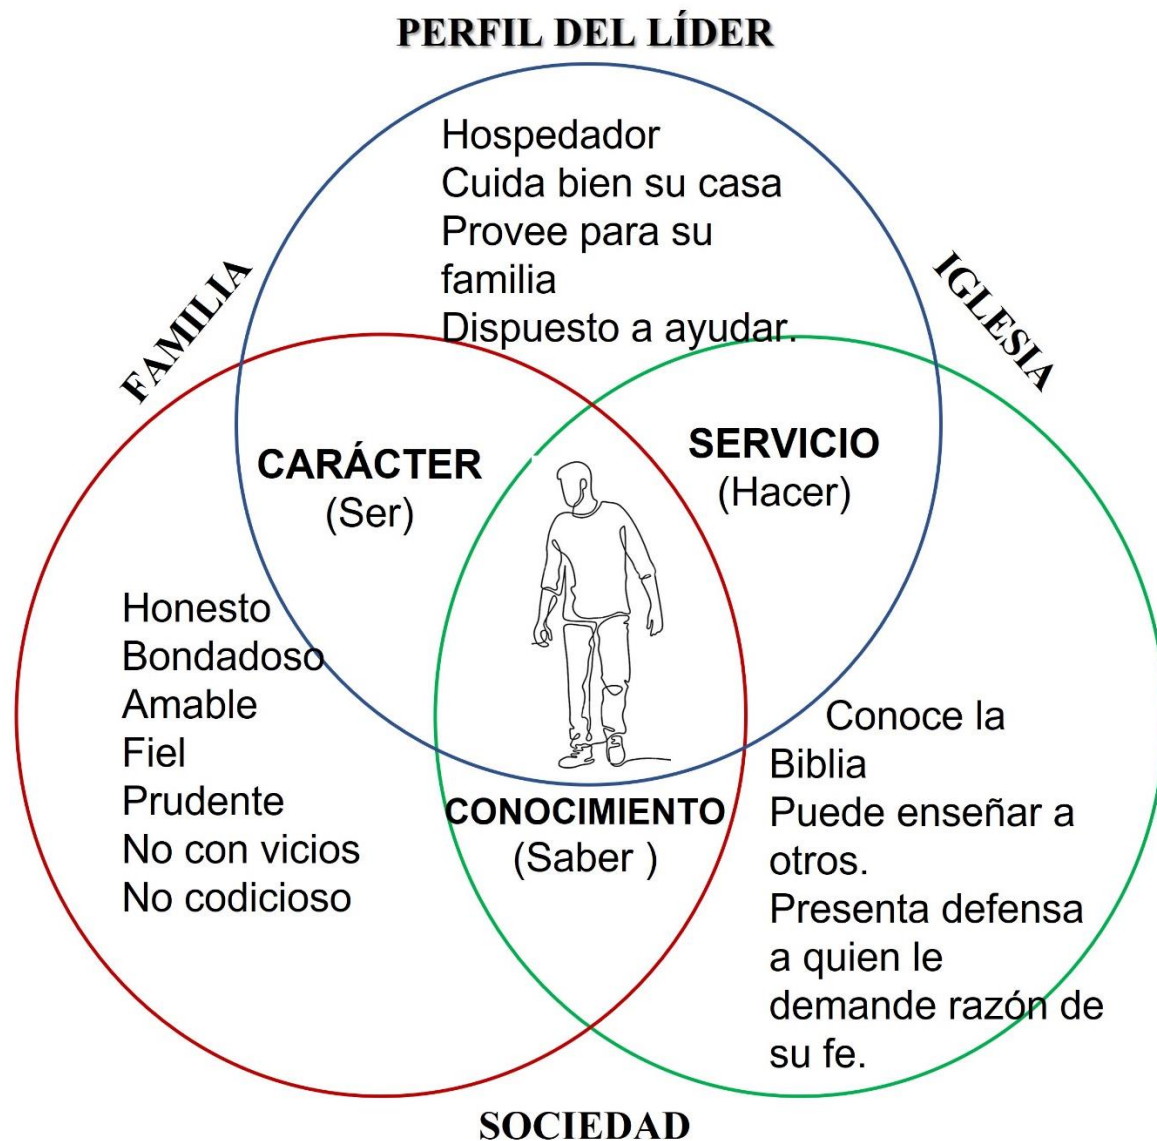 PERFIL DEL LÍDER
Hospedador
Cuida bien su casa
Provee para su
familia
Dispuesto a ayudar.
FAMILIA
IGLESIA
CARÁCTER
(Ser)
SERVICIO
(Hacer)
Honesto
Bondadoso
Amable
Fiel
Prudente
No con vicios
No codicioso
CONOCIMIENTO
(Saber )
Conoce la
Biblia
Puede enseñar a
otros.
Presenta defensa
a quien le
demande razón de
su fe.
SOCIEDAD